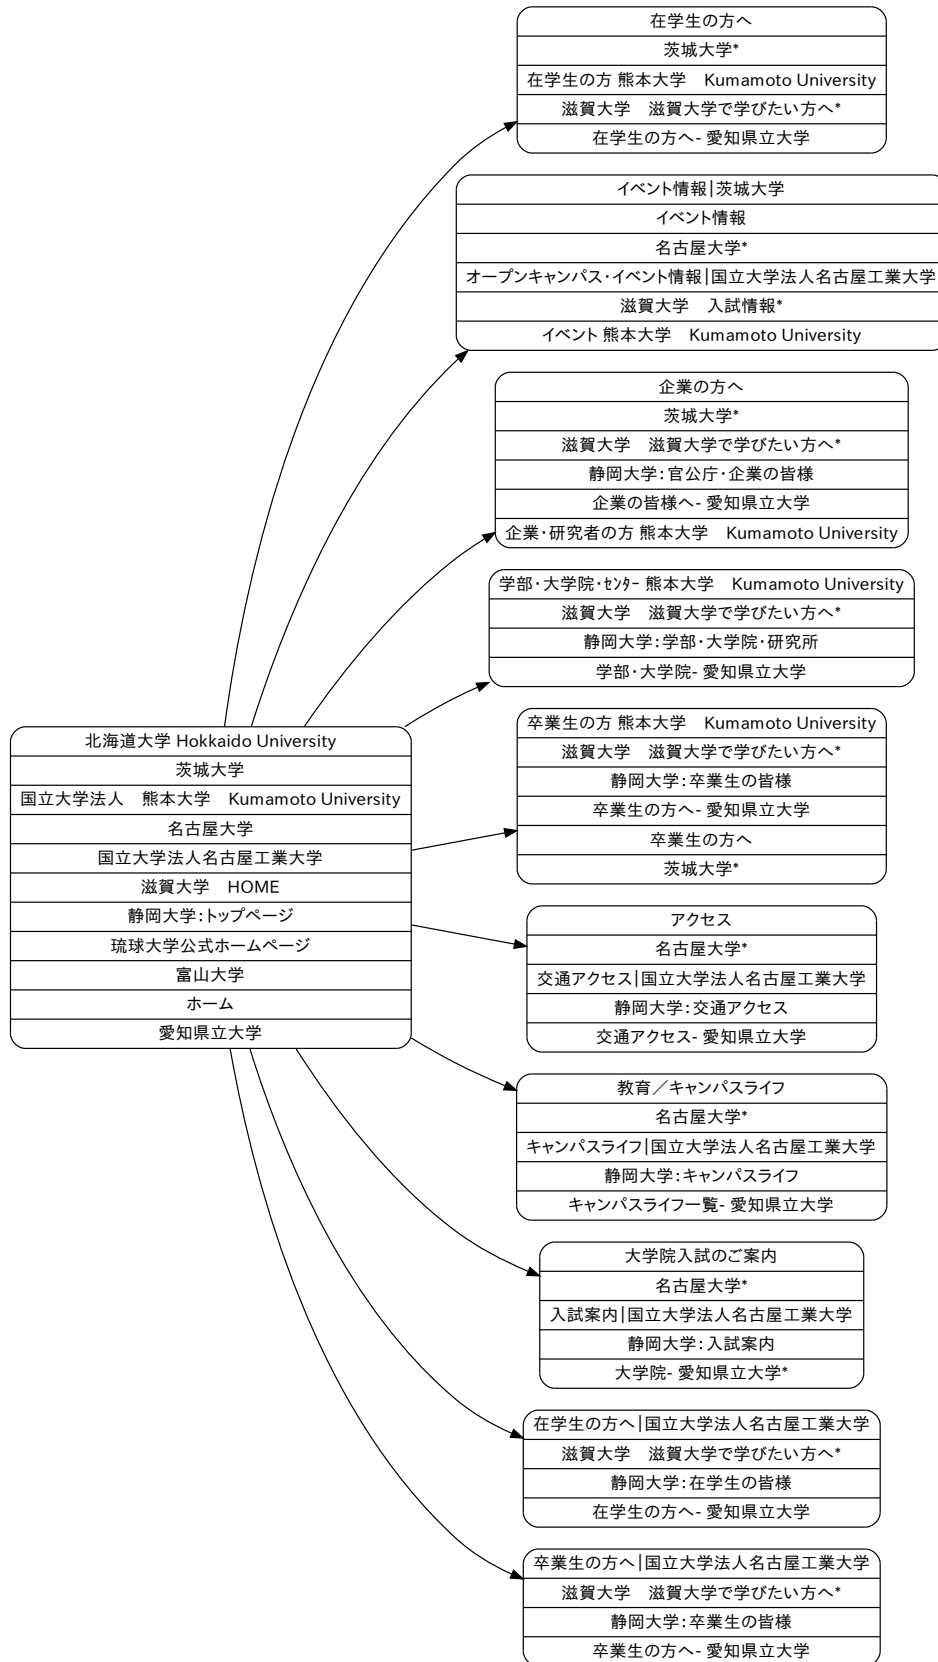 在学生の方へ
茨城大学*
在学生の方 熊本大学　Kumamoto University
滋賀大学　滋賀大学で学びたい方へ*
在学生の方へ- 愛知県立大学
イベント情報|茨城大学
イベント情報
名古屋大学*
オープンキャンパス・イベント情報|国立大学法人名古屋工業大学
滋賀大学　入試情報*
イベント 熊本大学　Kumamoto University
企業の方へ
茨城大学*
滋賀大学　滋賀大学で学びたい方へ*
静岡大学：官公庁・企業の皆様
企業の皆様へ- 愛知県立大学
企業・研究者の方 熊本大学　Kumamoto University
学部・大学院・ｾﾝﾀｰ 熊本大学　Kumamoto University
滋賀大学　滋賀大学で学びたい方へ*
静岡大学：学部・大学院・研究所
学部・大学院- 愛知県立大学
北海道大学 Hokkaido University
茨城大学
国立大学法人　熊本大学　Kumamoto University
名古屋大学
国立大学法人名古屋工業大学
滋賀大学　HOME
静岡大学：トップページ
琉球大学公式ホームページ
富山大学
ホーム
愛知県立大学
卒業生の方 熊本大学　Kumamoto University
滋賀大学　滋賀大学で学びたい方へ*
静岡大学：卒業生の皆様
卒業生の方へ- 愛知県立大学
卒業生の方へ
茨城大学*
アクセス
名古屋大学*
交通アクセス|国立大学法人名古屋工業大学
静岡大学：交通アクセス
交通アクセス- 愛知県立大学
教育／キャンパスライフ
名古屋大学*
キャンパスライフ|国立大学法人名古屋工業大学
静岡大学：キャンパスライフ
キャンパスライフ一覧- 愛知県立大学
大学院入試のご案内
名古屋大学*
入試案内|国立大学法人名古屋工業大学
静岡大学：入試案内
大学院- 愛知県立大学*
在学生の方へ|国立大学法人名古屋工業大学
滋賀大学　滋賀大学で学びたい方へ*
静岡大学：在学生の皆様
在学生の方へ- 愛知県立大学
卒業生の方へ|国立大学法人名古屋工業大学
滋賀大学　滋賀大学で学びたい方へ*
静岡大学：卒業生の皆様
卒業生の方へ- 愛知県立大学